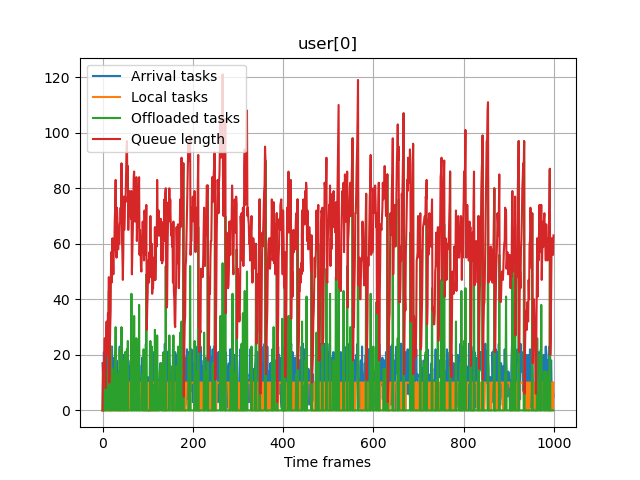 user[0]
Arrival tasks
Local tasks
Offloaded tasks
Queue length
120
100
80
60
40
20
0
0 200 400 600 800 1000
Time frames